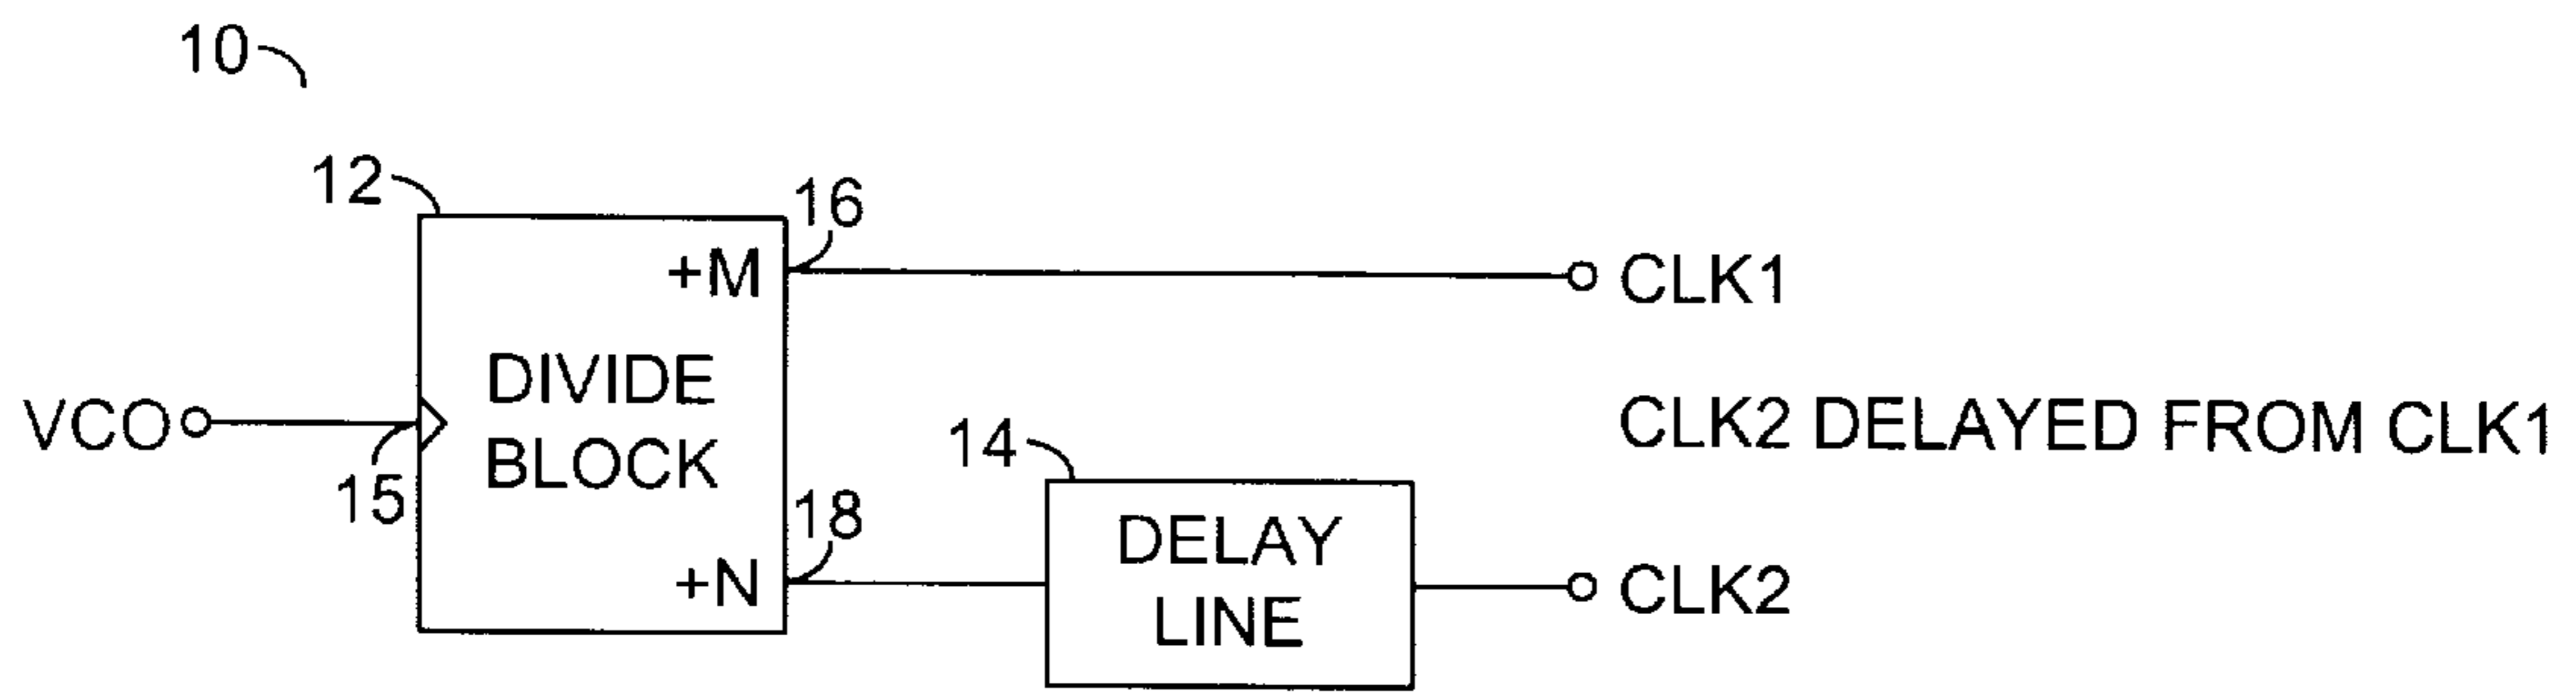 10
12
16
+M
CLK1
DIVIDE
BLOCK
VCO
15
CLK2 DELAYED FROM CLK1
14
18
+N
DELAY
LINE
CLK2